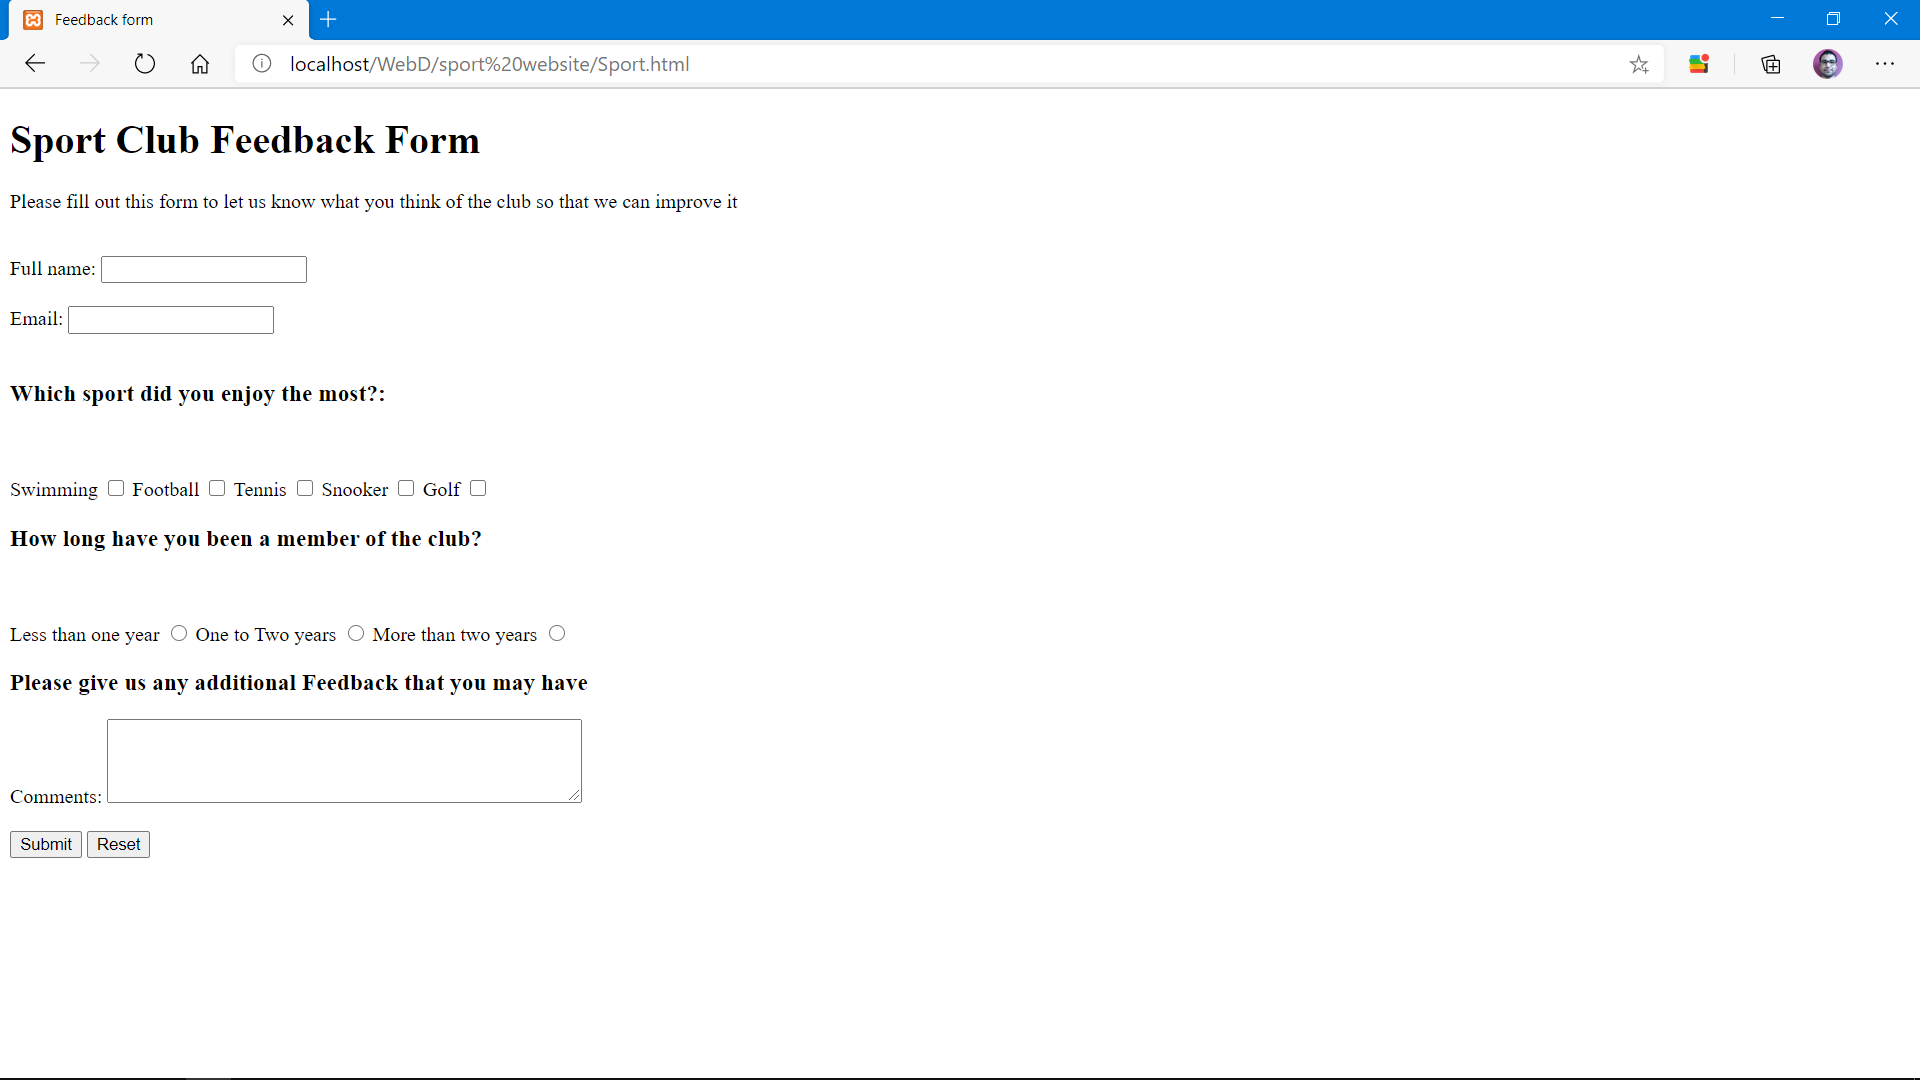 Feedback form
localhost/WebD/sport%20website/Sport.html
Sport Club Feedback Form
Please fill out this form to let us know what you think of the club so that we can improve it
Full name:
Email:
Which sport did you enjoy the most?:
Swimming Football Tennis Snooker Golf
How long have you been a member of the club?
Less than one year One to Two years More than two years
Please give us any additional Feedback that you may have
Comments:
Submit Reset